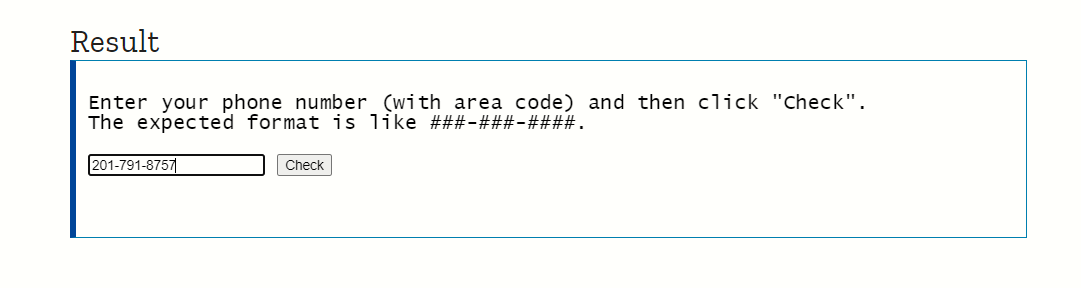 Result
Enter your phone number (with area code) and then click "Check".
The expected format is like ###-###-####.
201-791-8757 Check